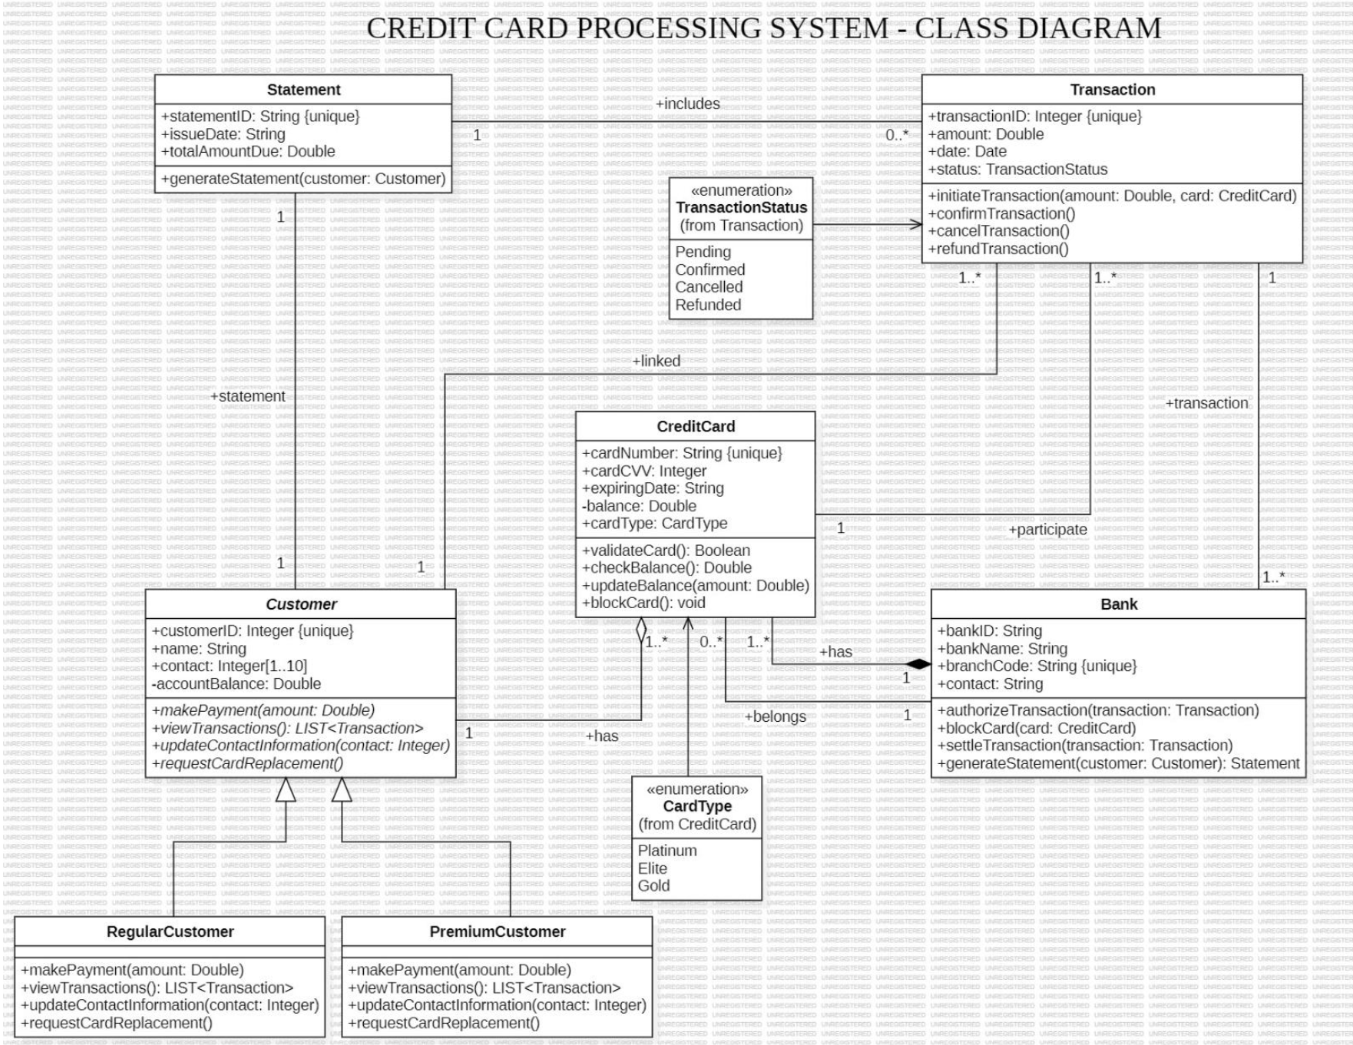 CREDIT CARD PROCESSING SYSTEM - CLASS DIAGRAM
Statement
+statementID: String {unique}
+issueDate: String
+totalAmountDue: Double
+generateStatement(customer: Customer)
+includes
1
0..*
Transaction
+transactionID: Integer {unique}
+amount: Double
+date: Date
+status: TransactionStatus
+initiateTransaction(amount: Double, card: CreditCard)
+confirmTransaction()
+cancelTransaction()
+refundTransaction()
«enumeration»
TransactionStatus
(from Transaction)
Pending
Confirmed
Cancelled
Refunded
1
1..*
1..*
1
+linked
+statement
+transaction
CreditCard
+cardNumber: String {unique}
+cardCVV: Integer
+expiringDate: String
-balance: Double
+cardType: CardType
+validateCard(): Boolean
+checkBalance(): Double
+updateBalance(amount: Double)
+blockCard(): void
1
+participate
1
1
1..*
Customer
+customerID: Integer {unique}
+name: String
+contact: Integer[1..10]
-accountBalance: Double
+makePayment(amount: Double)
+viewTransactions(): LIST<Transaction>
+updateContactInformation(contact: Integer)
+requestCardReplacement()
1..*
0..*
1..*
+has
1
+belongs
1
1
+has
Bank
+bankID: String
+bankName: String
+branchCode: String {unique}
+contact: String
+authorizeTransaction(transaction: Transaction)
+blockCard(card: CreditCard)
+settleTransaction(transaction: Transaction)
+generateStatement(customer: Customer): Statement
«enumeration»
CardType
(from CreditCard)
Platinum
Elite
Gold
RegularCustomer
+makePayment(amount: Double)
+viewTransactions(): LIST<Transaction>
+updateContactInformation(contact: Integer)
+requestCardReplacement()
PremiumCustomer
+makePayment(amount: Double)
+viewTransactions(): LIST<Transaction>
+updateContactInformation(contact: Integer)
+requestCardReplacement()